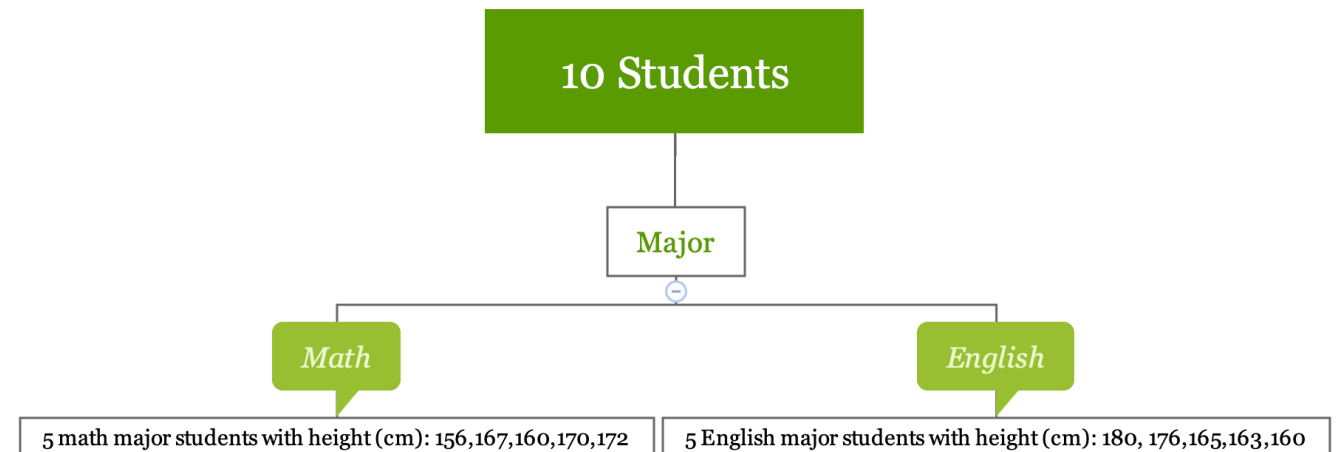 10 Students
Major
Math
English
5 math major students with height (cm): 156,167,160,170,172
5 English major students with height (cm): 180, 176,165,163,160